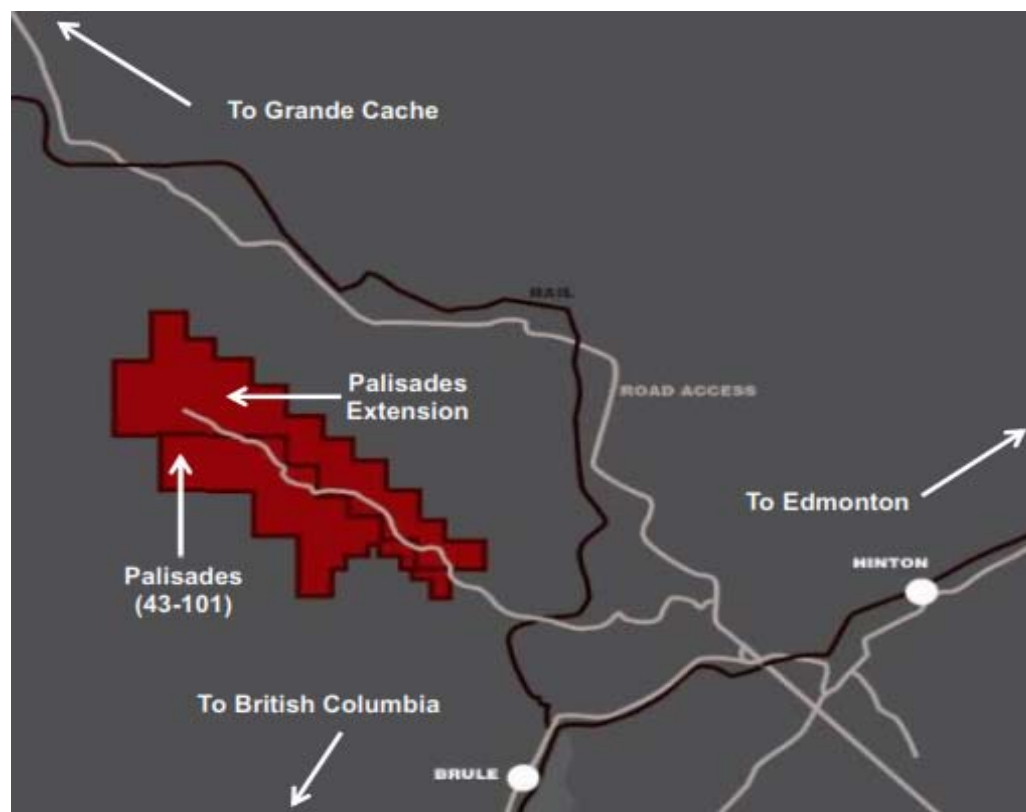 To Grande Cache
RAIL
Palisades
Extension
ROAD ACCESS
To Edmonton
HINTON
Palisades
(43-101)
To British Columbia
BRULE